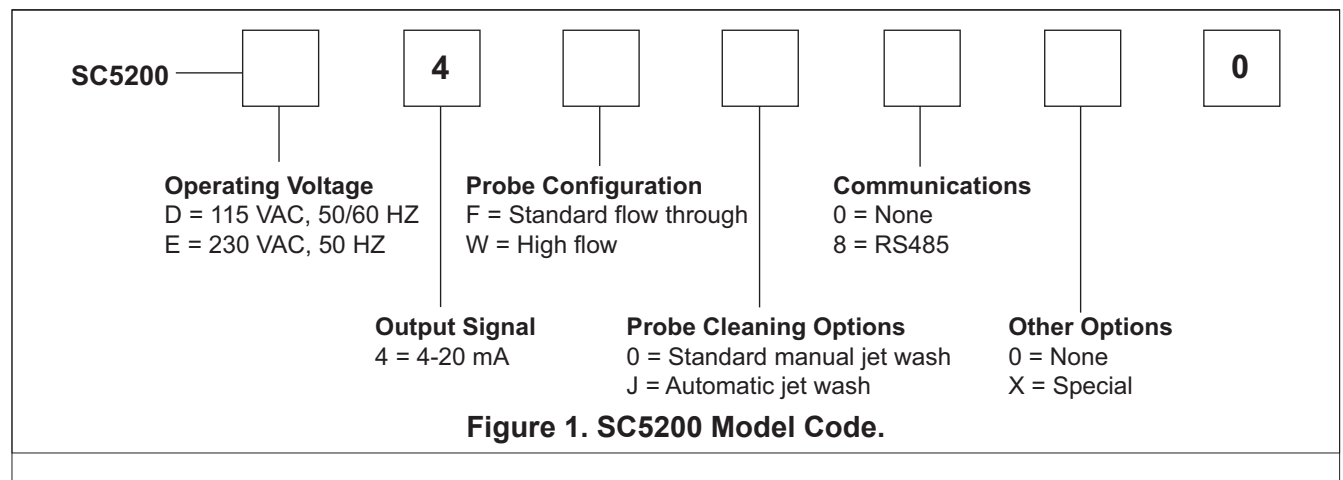 SC5200 4 0
Operating Voltage
D = 115 VAC, 50/60 HZ
E = 230 VAC, 50 HZ
Probe Configuration
F = Standard flow through
W = High flow
Communications
0 = None
8 = RS485
Output Signal
4 = 4-20 mA
Probe Cleaning Options
0 = Standard manual jet wash
J = Automatic jet wash
Other Options
0 = None
X = Special
Figure 1. SC5200 Model Code.